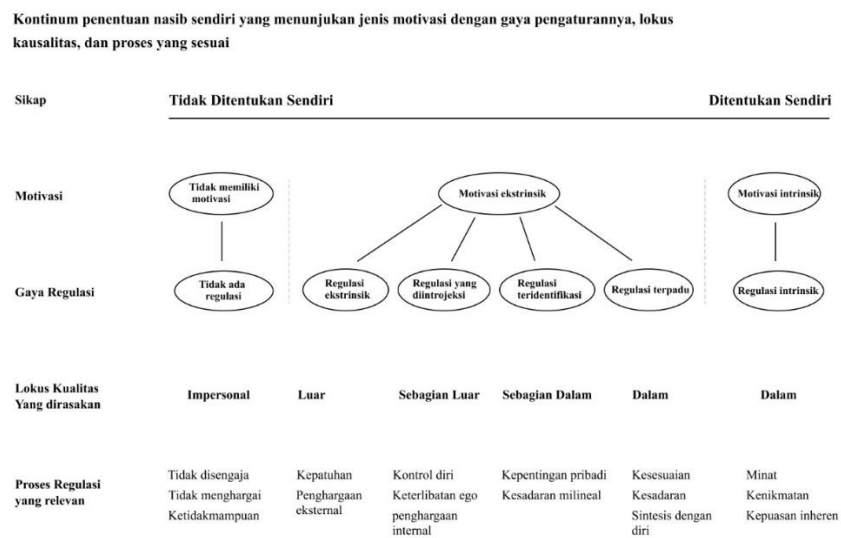 Kontinum penentuan nasib sendiri yang menunjukan jenis motivasi dengan gaya pengaturannya, lokus
kausalitas, dan proses yang sesuai
Sikap
Tidak Ditentukan Sendiri
Ditentukan Sendiri
Motivasi
Tidak memiliki
motivasi
Motivasi ekstrinsik
Motivasi intrinsik
Gaya Regulasi
Tidak ada
regulasi
Regulasi
ekstrinsik
Regulasi yang
diintrojeksi
Regulasi
teridentifikasi
Regulasi terpadu
Regulasi intrinsik
Lokus Kualitas
Yang dirasakan
Impersonal
Luar
Sebagian Luar
Sebagian Dalam
Dalam
Dalam
Proses Regulasi
yang relevan
Tidak disengaja
Tidak menghargai
Ketidakmampuan
Kepatuhan
Penghargaan
eksternal
Kontrol diri
Keterlibatan ego
penghargaan
internal
Kepentingan pribadi
Kesadaran milineal
Kesesuaian
Kesadaran
Sintesis dengan
diri
Minat
Kenikmatan
Kepuasan inheren